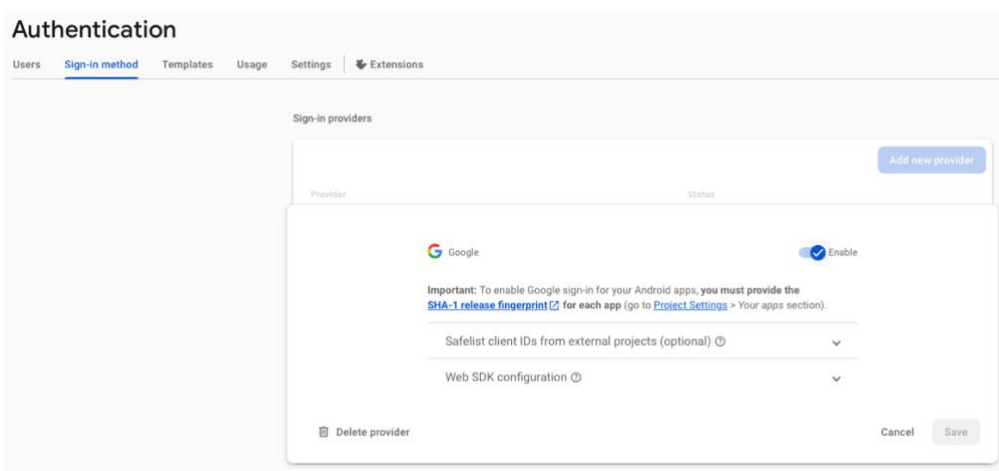 Authentication
Users Sign-in method Templates Usage Settings Extensions
Sign-in providers
Add new provider
Provider Status
Google Enable
Important: To enable Google sign-in for your Android apps, you must provide the
SHA-1 release fingerprint for each app (go to Project Settings > Your apps section).
Safelist client IDs from external projects (optional)
Web SDK configuration
Delete provider Cancel Save